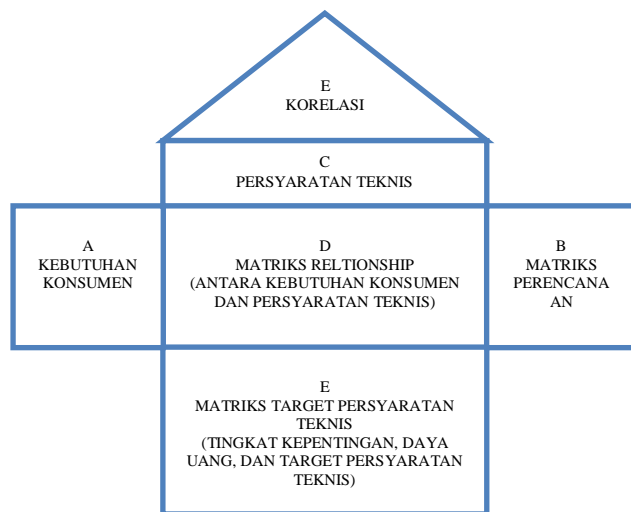 E
KORELASI
C
PERSYARATAN TEKNIS
A
KEBUTUHAN
KONSUMEN
D
MATRIKS RELTIONSHIP
(ANTARA KEBUTUHAN KONSUMEN
DAN PERSYARATAN TEKNIS)
B
MATRIKS
PERENCANA
AN
E
MATRIKS TARGET PERSYARATAN
TEKNIS
(TINGKAT KEPENTINGAN, DAYA
UANG, DAN TARGET PERSYARATAN
TEKNIS)